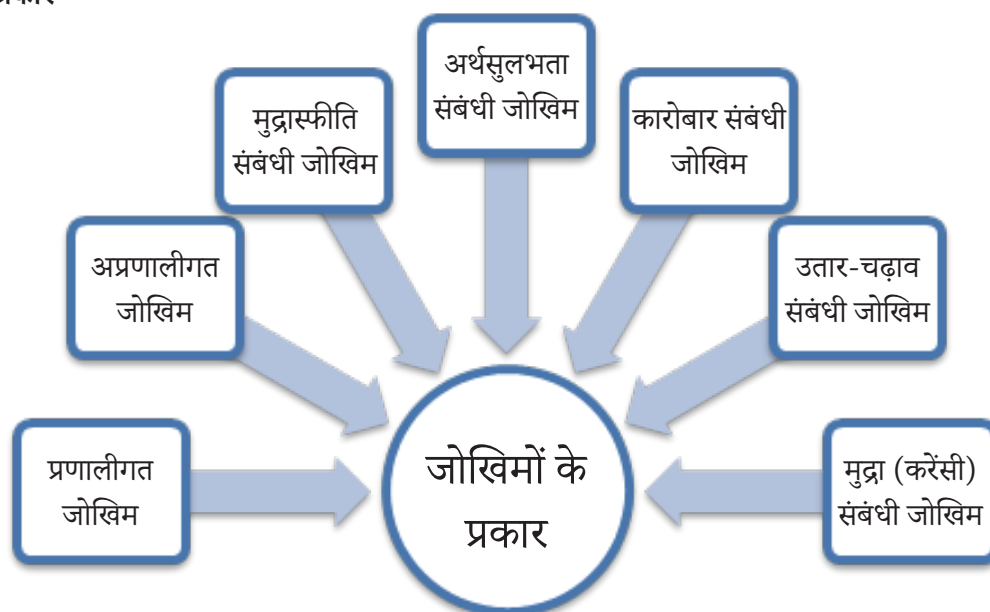 प्रणालीगत
जोखिम
अप्रणालीगत
जोखिम
मुद्रास्फीति
संबंधी जोखिम
अर्थसुलभता
संबंधी जोखिम
कारोबार संबंधी
जोखिम
उतार-चढ़ाव
संबंधी जोखिम
मुद्रा (करेंसी)
संबंधी जोखिम
जोखिमों के
प्रकार